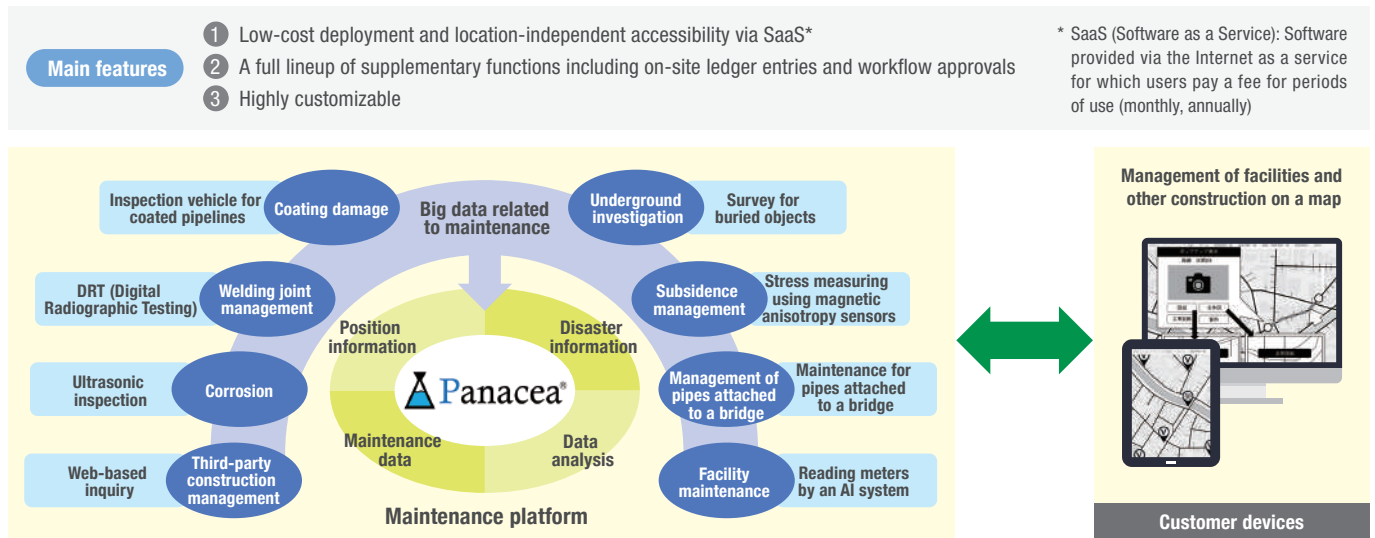 Main features
1 Low-cost deployment and location-independent accessibility via SaaS*
2 A full lineup of supplementary functions including on-site ledger entries and workflow approvals
3 Highly customizable
* SaaS (Software as a Service): Software
provided via the Internet as a service
for which users pay a fee for periods
of use (monthly, annually)
Inspection vehicle for
coated pipelines
Coating damage
Big data related
to maintenance
Underground
investigation
Survey for
buried objects
DRT (Digital
Radiographic Testing)
Welding joint
management
Subsidence
management
Stress measuring
using magnetic
anisotropy sensors
Position
information
Disaster
information
Ultrasonic
inspection
Corrosion
Panacea®
Management of
pipes attached
to a bridge
Maintenance for
pipes attached
to a bridge
Maintenance
data
Data
analysis
Web-based
inquiry
Third-party
construction
management
Facility
maintenance
Reading meters
by an AI system
Maintenance platform
Management of facilities and
other construction on a map
V
V
V
V
V
Customer devices